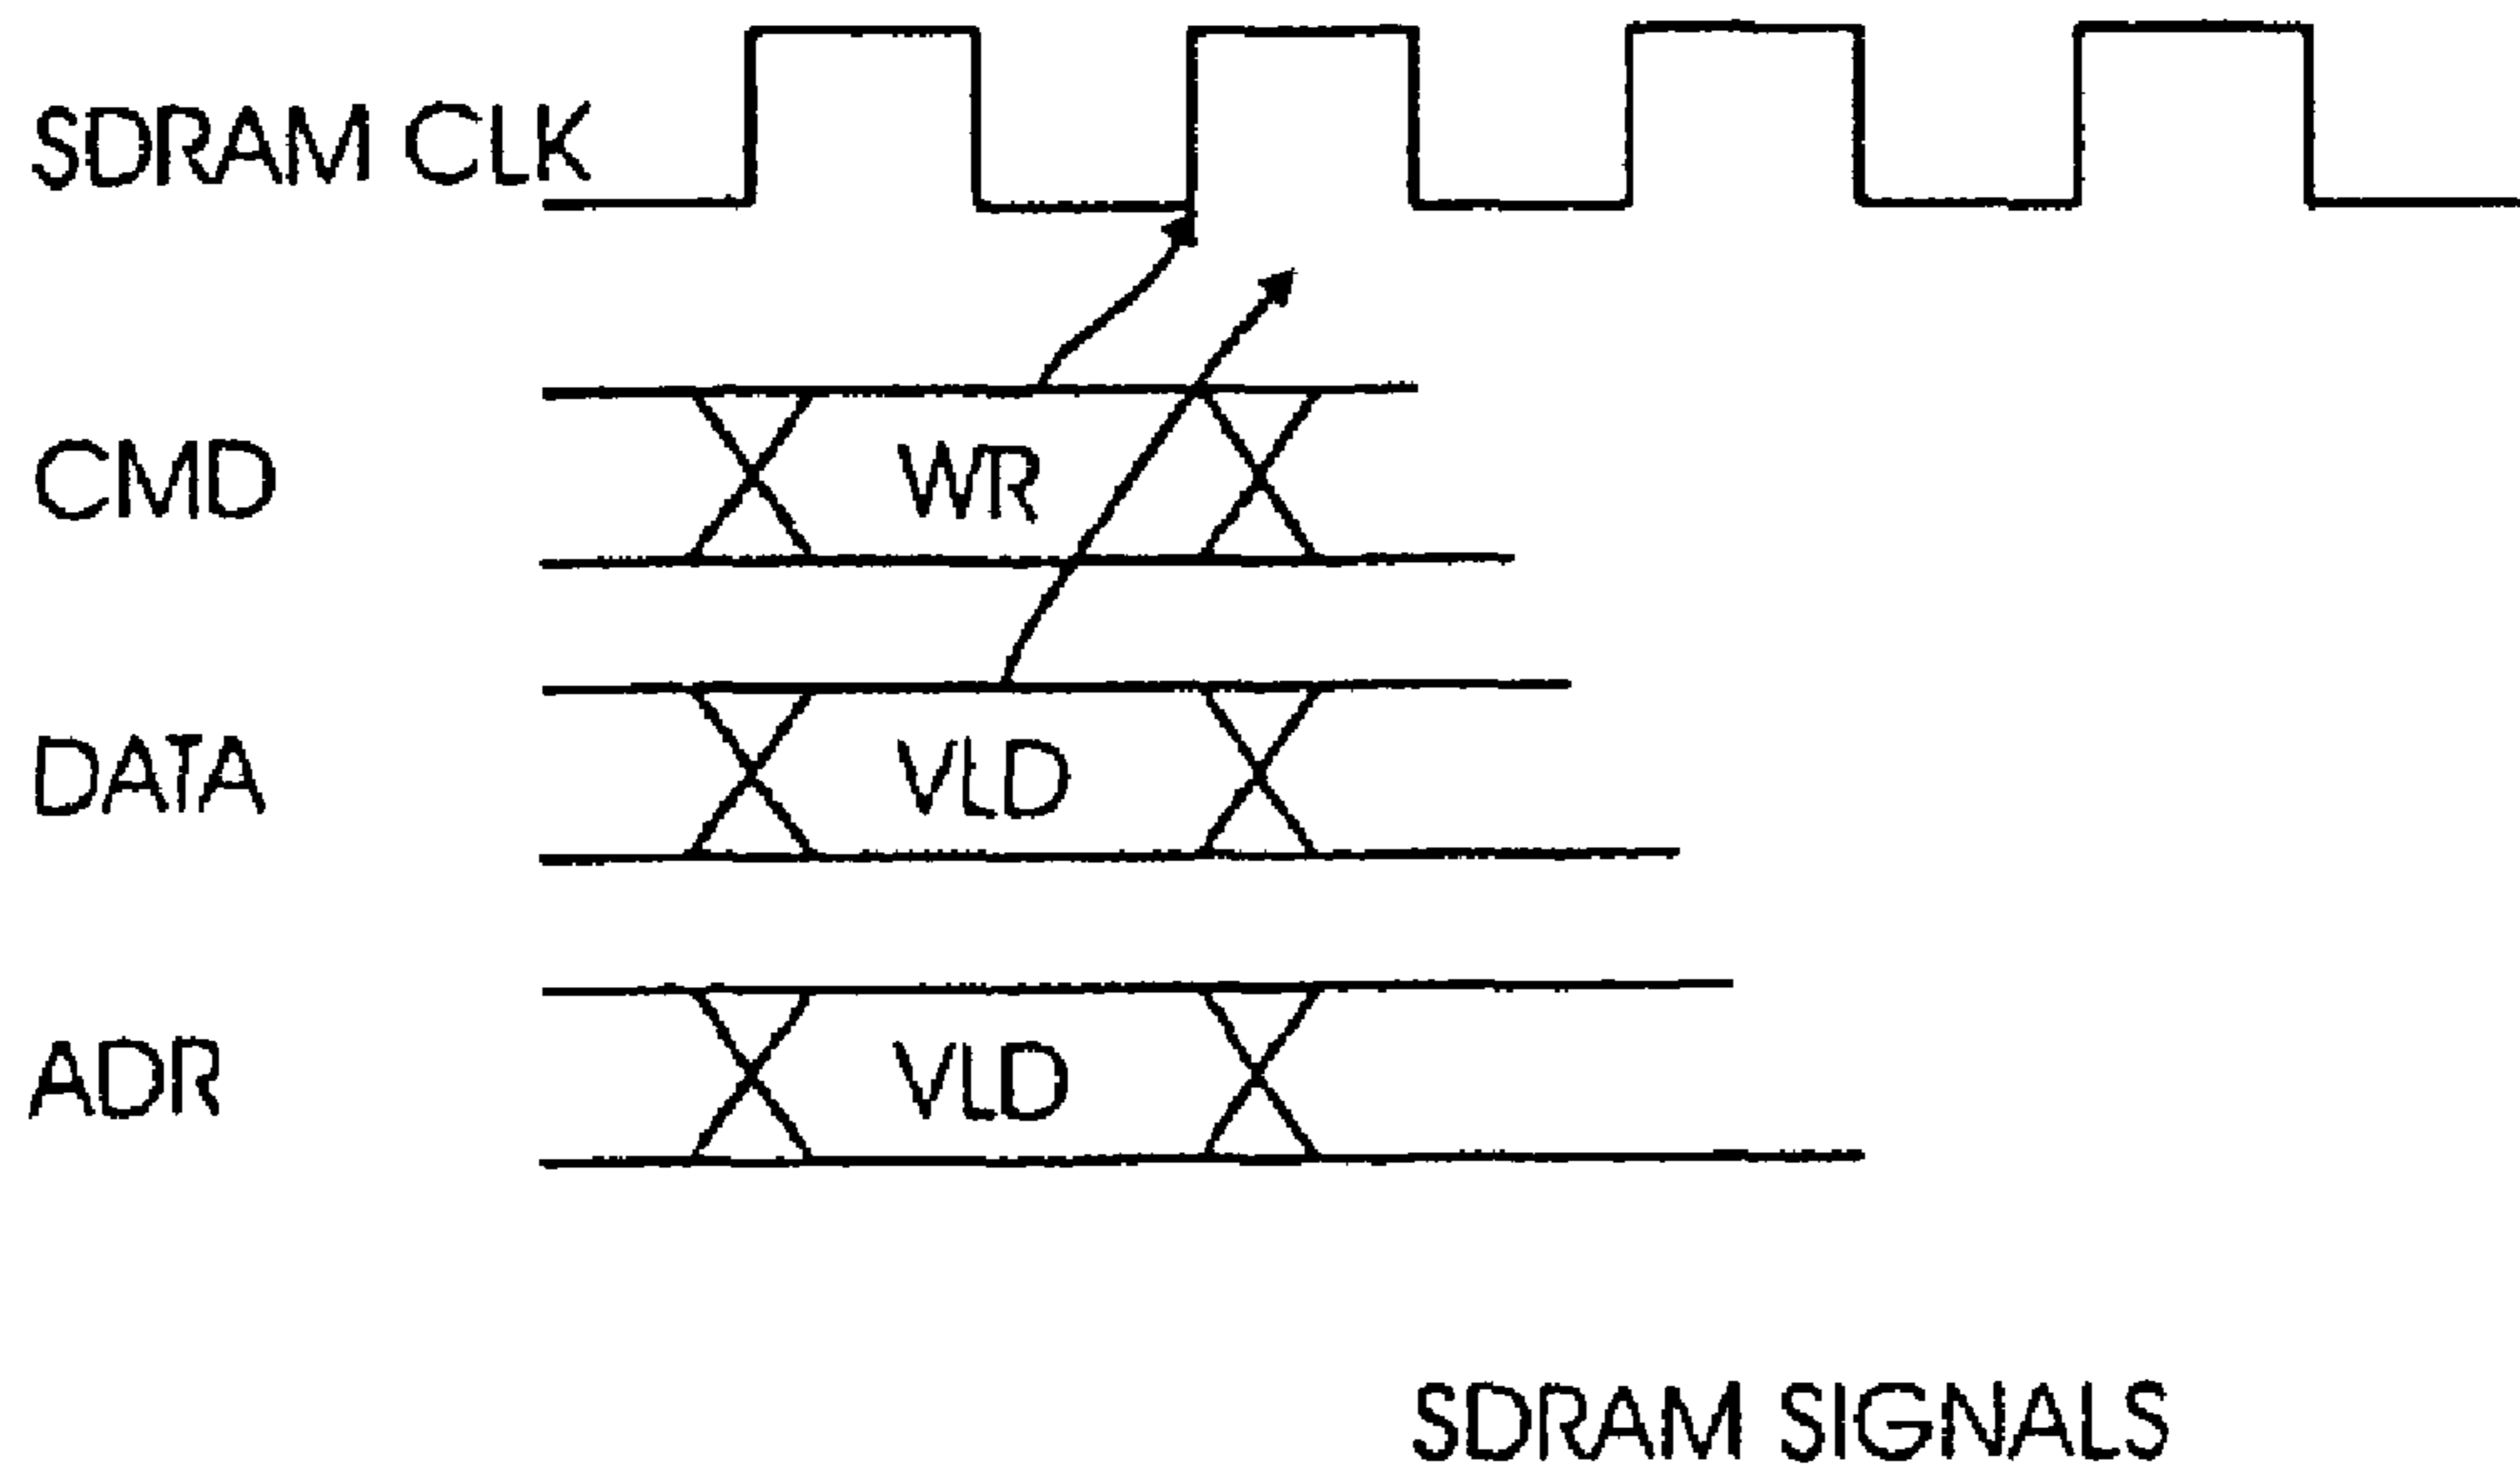 SDRAM CLK
CMD
WR
DATA
VLD
ADR
VLD
SDRAM SIGNALS